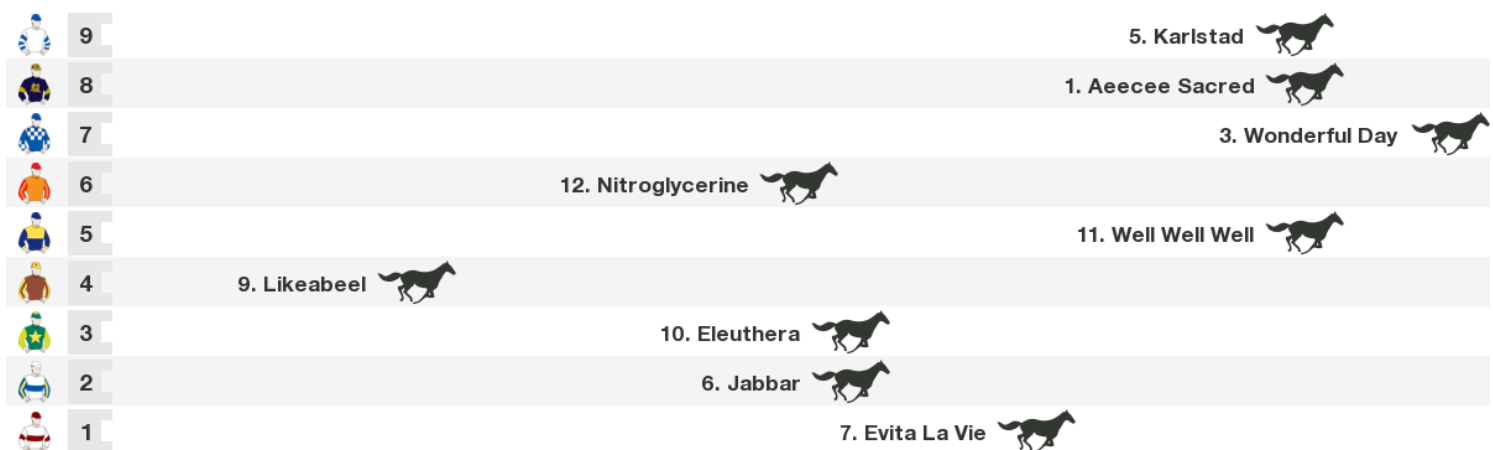 9 5. Karlstad
8 1. Aeecee Sacred
7 3. Wonderful Day
6 12. Nitroglycerine
5 11. Well Well Well
4 9. Likeabeel
3 10. Eleuthera
2 6. Jabbar
1 7. Evita La Vie